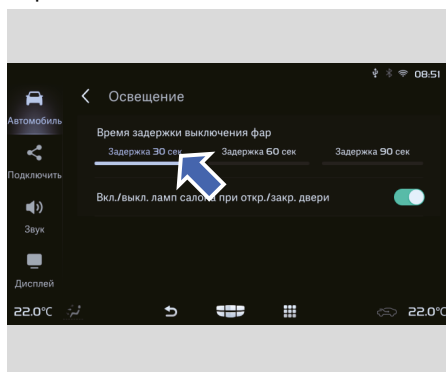 08:51
Автомобиль
Освещение
Время задержки выключения фар
Задержка 30 сек
Задержка 60 сек
Задержка 90 сек
Подключить
Вкл./выкл. ламп салона при откр./закр. двери
Звук
Дисплей
22.0°C
22.0°C